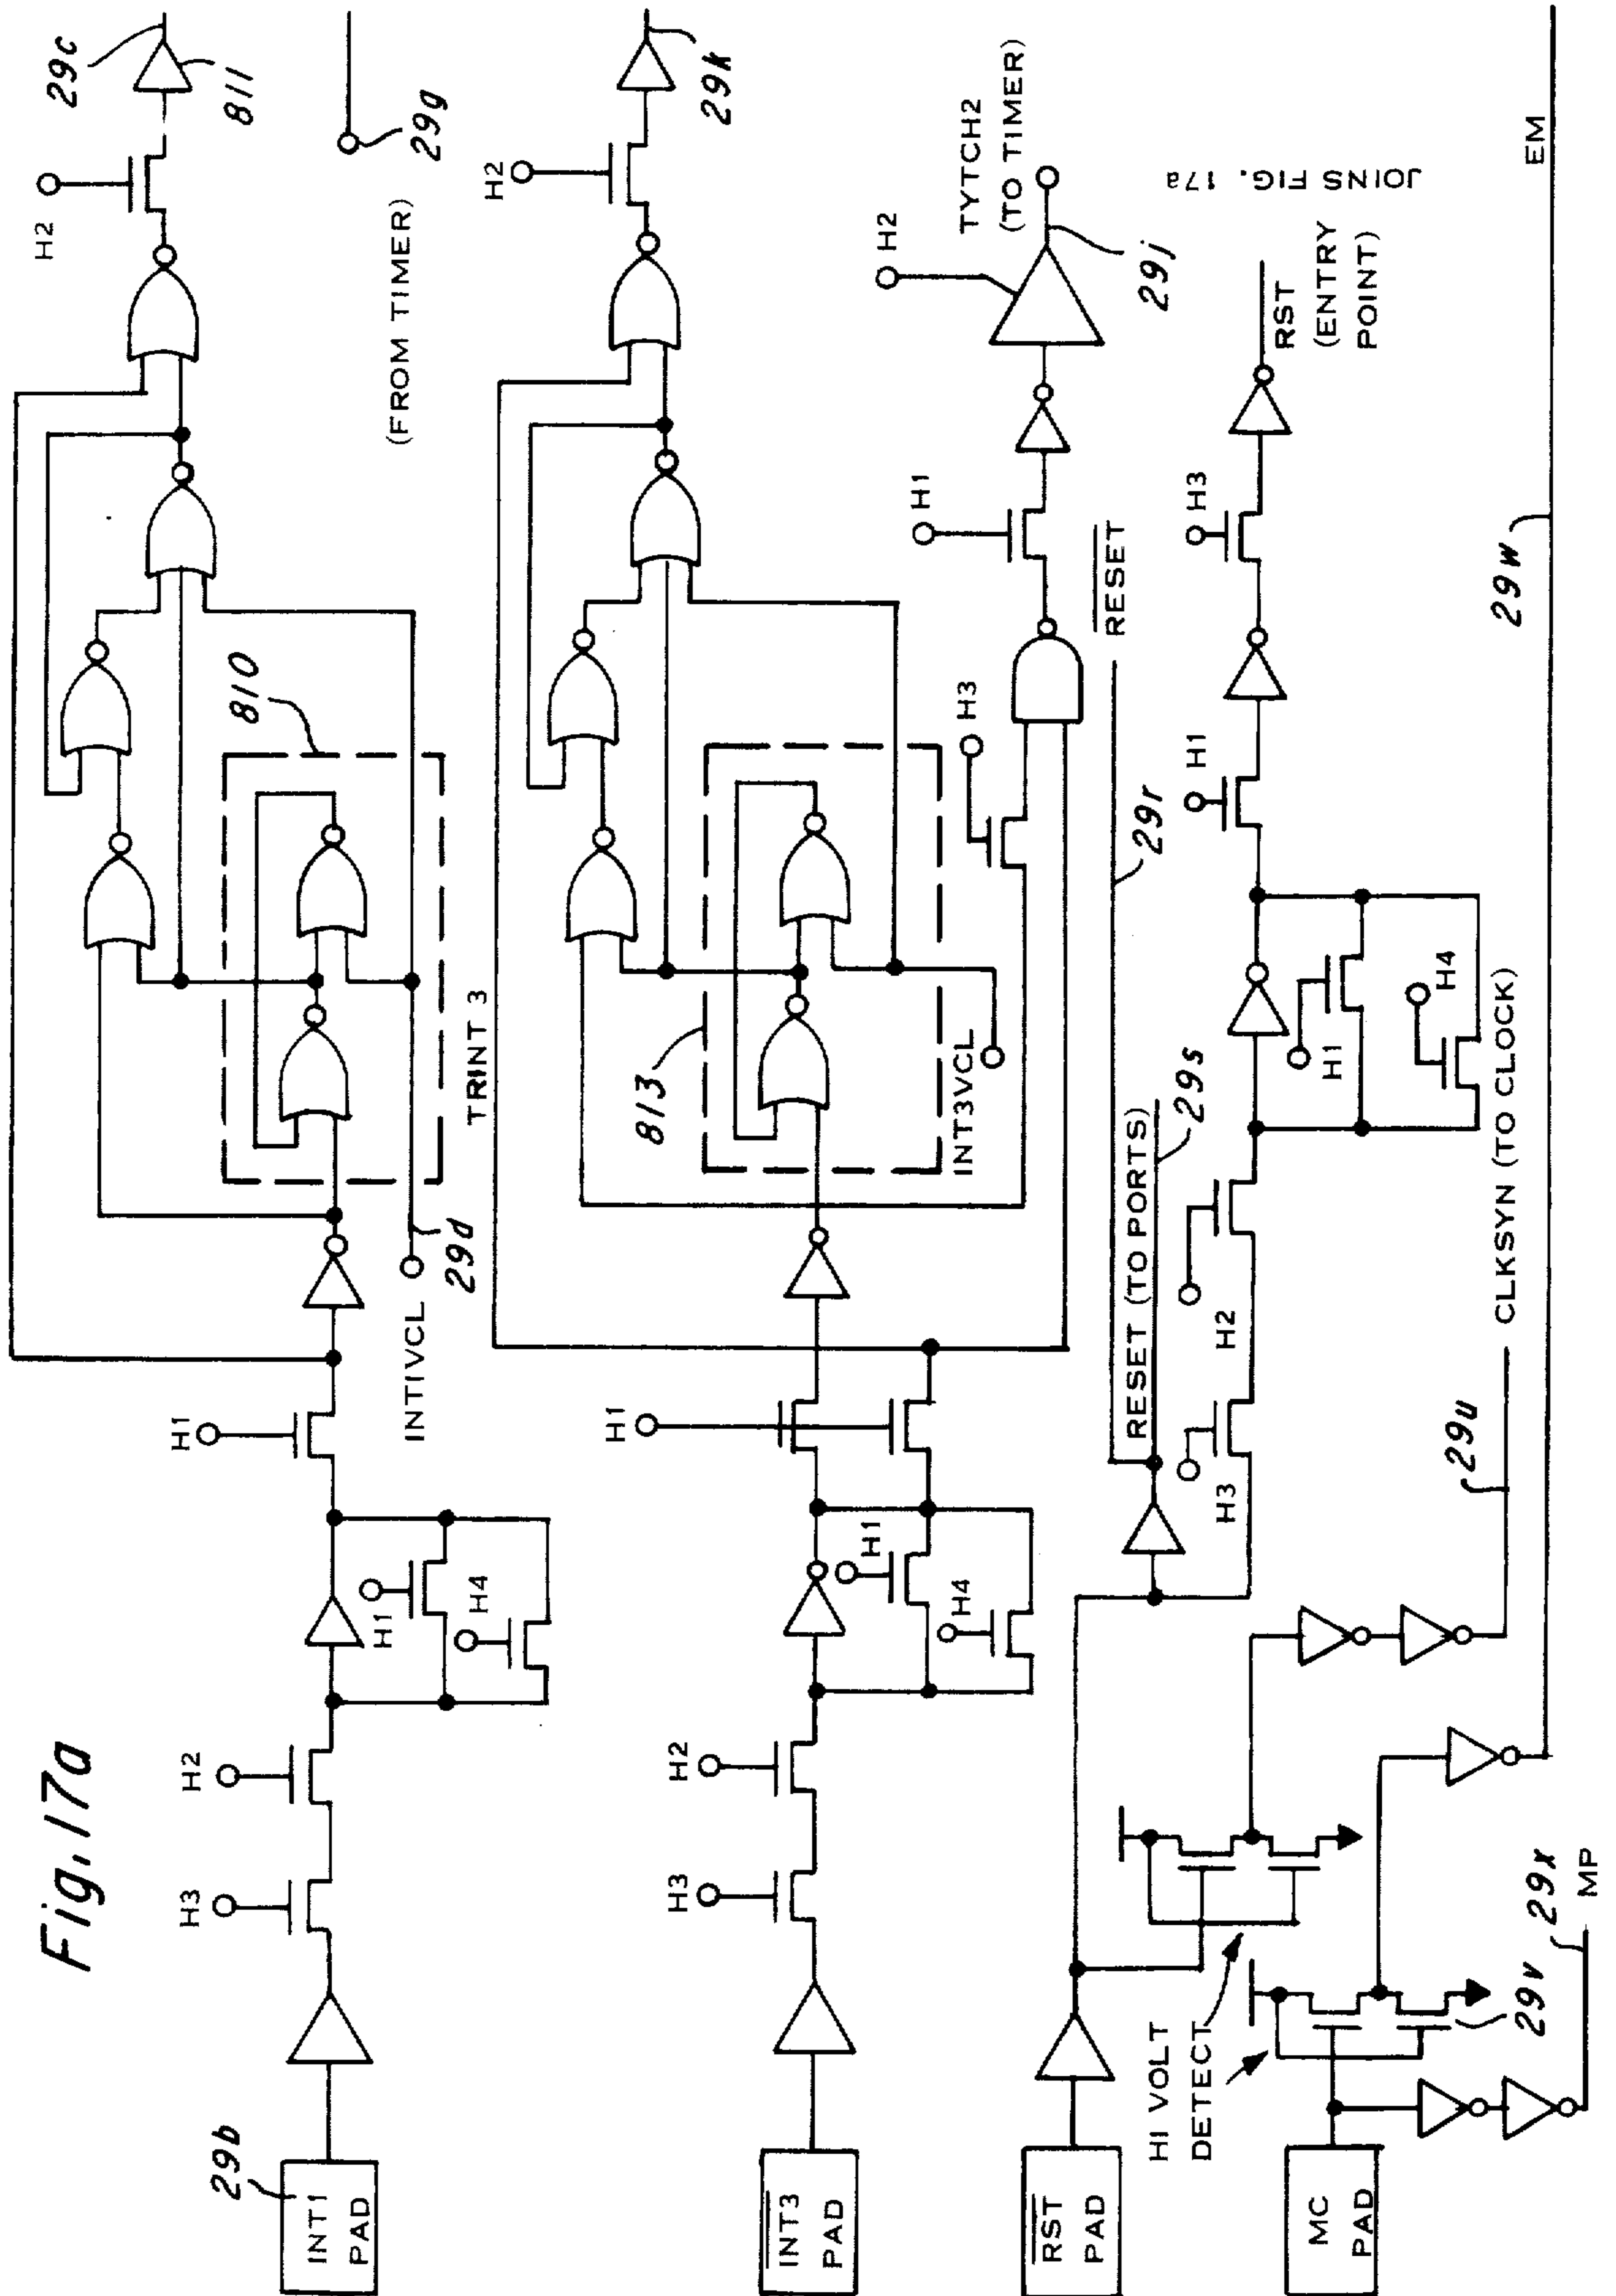 Fig. 17a
29b
INT1
PAD
H3
H2
H1
H4
H1
INTIVCL
29d
810
H2
29c
811
29g
(FROM TIMER)
TRINT 3
INT3
PAD
H3
H2
H1
H4
H1
813
INT3VCL
H3
H2
29k
H1
H2
TYTCH2
(TO TIMER)
29j
RST
PAD
RESET (TO PORTS)
29s
29r
RESET
H3
H2
H1
H4
H1
H3
RST
(ENTRY
POINT)
JOINS FIG. 17a
HI VOLT
DETECT
29u
CLKSYN (TO CLOCK)
MC
PAD
29v
29x
MP
29w
EM